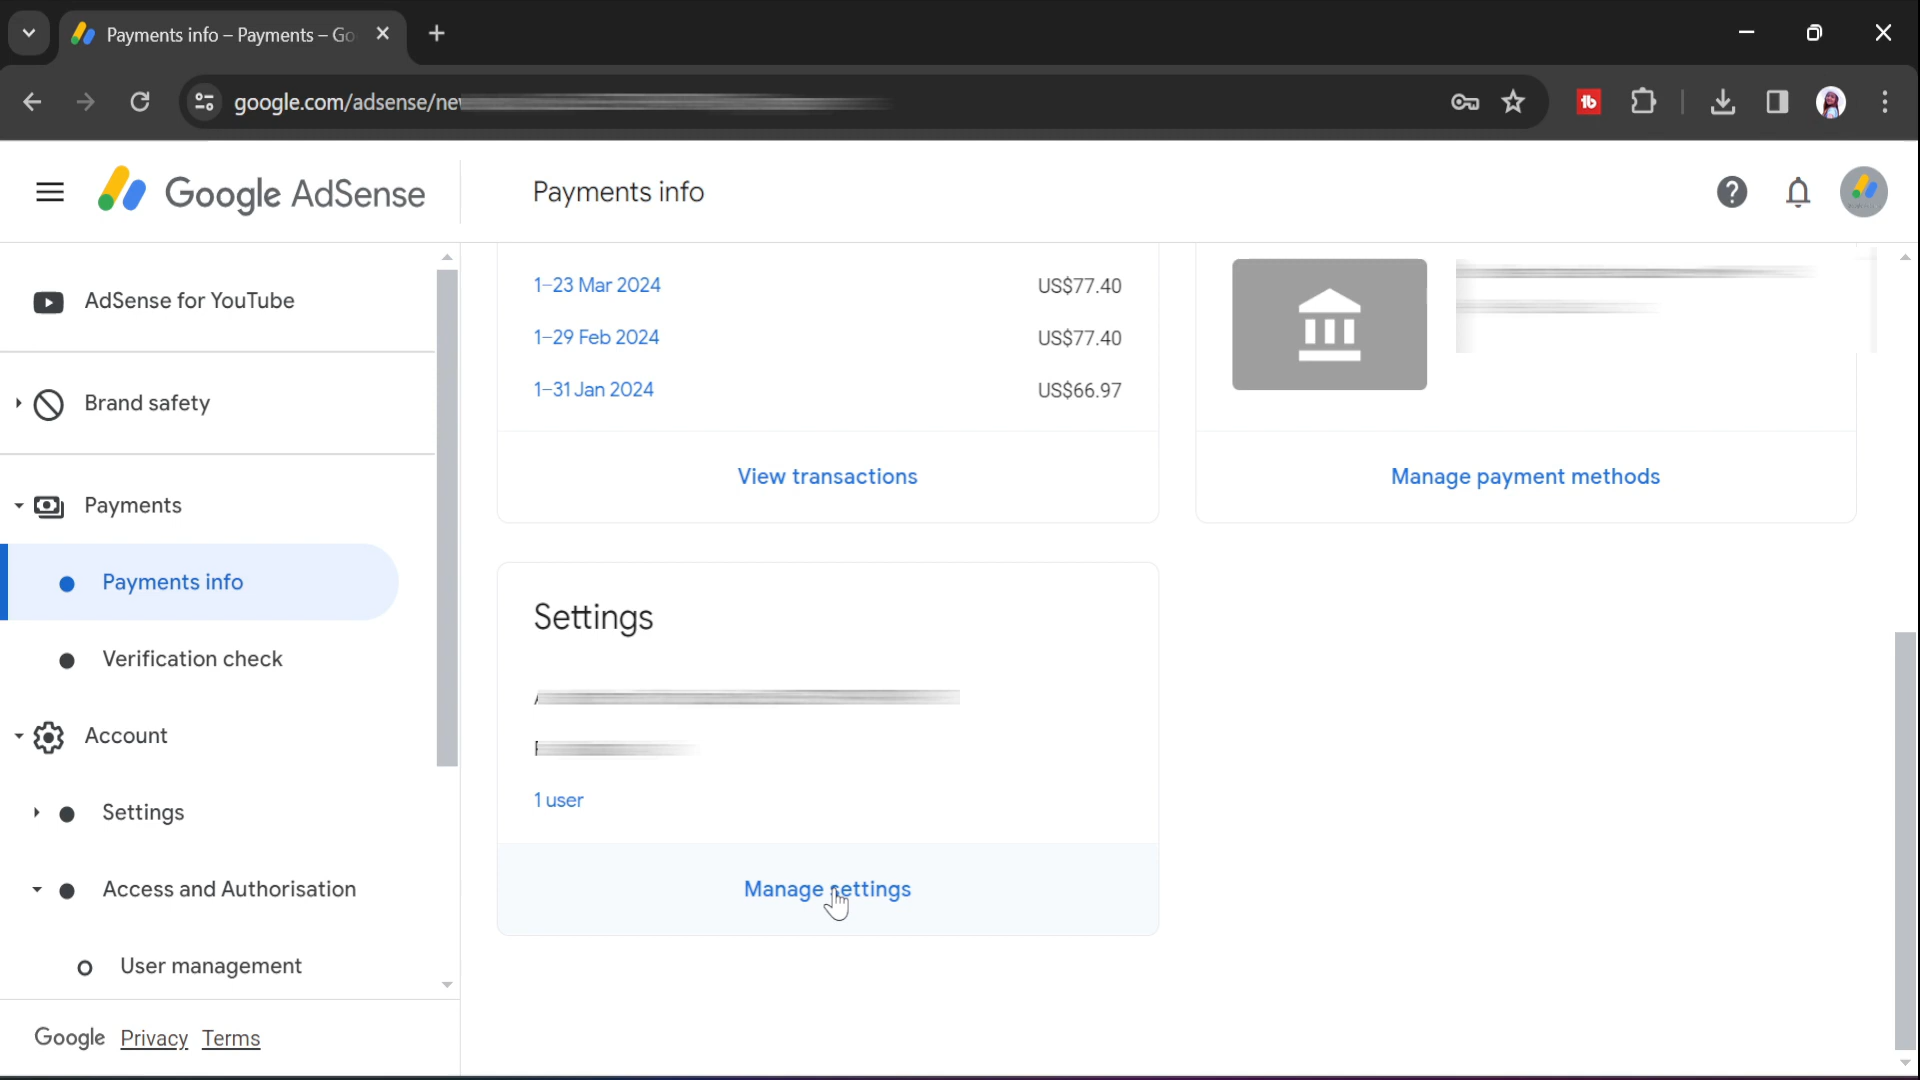 Payments info – Payments – Go
google.com/adsense/ne
Google AdSense
Payments info
AdSense for YouTube
Brand safety
Payments
Payments info
Verification check
Account
Settings
Access and Authorisation
User management
Google Privacy Terms
1–23 Mar 2024 US$77.40
1–29 Feb 2024 US$77.40
1–31 Jan 2024 US$66.97
View transactions
Manage payment methods
Settings
1 user
Manage settings